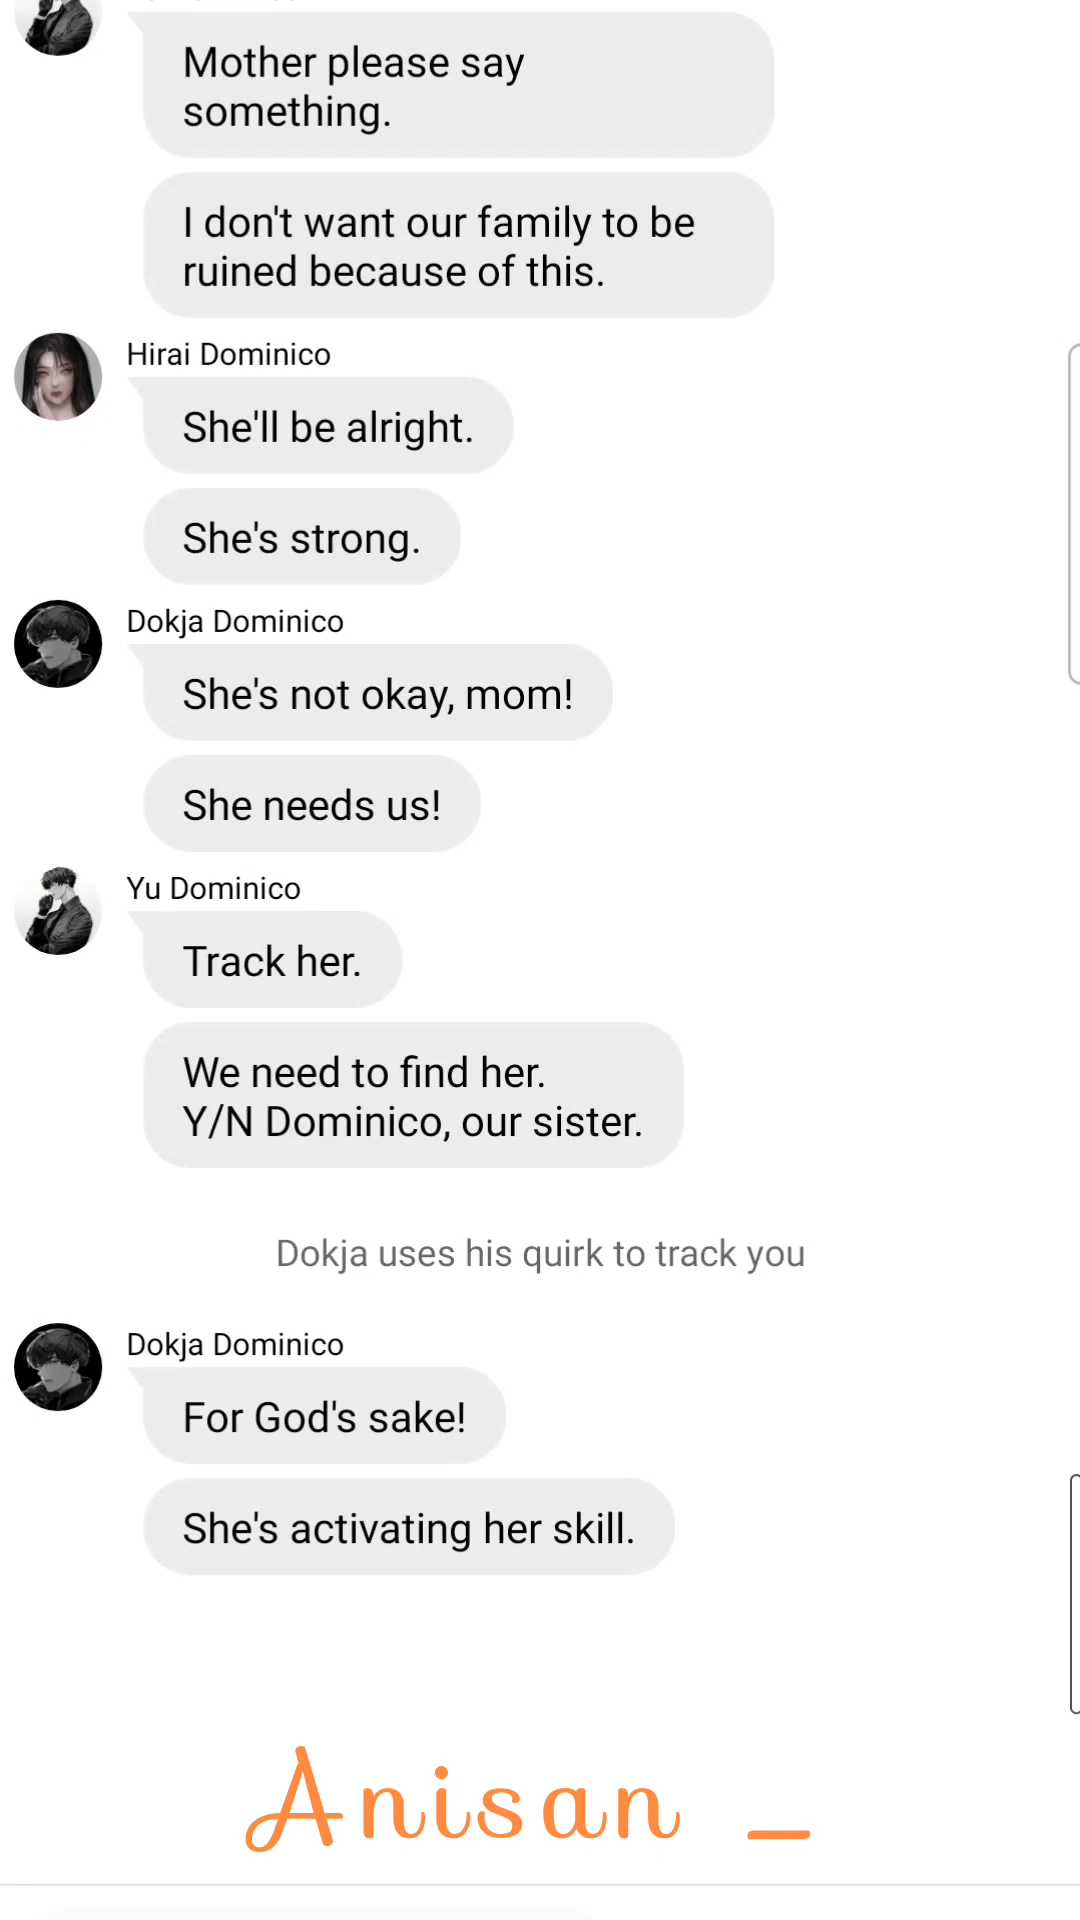 Mother please say
something.
I don't want our family to be
ruined because of this.
Hirai Dominico
She'll be alright.
She's strong.
Dokja Dominico
She's not okay, mom!
She needs us!
Yu Dominico
Track her.
We need to find her.
Y/N Dominico, our sister.
Dokja uses his quirk to track you
Dokja Dominico
For God's sake!
She's activating her skill.
Anisan _